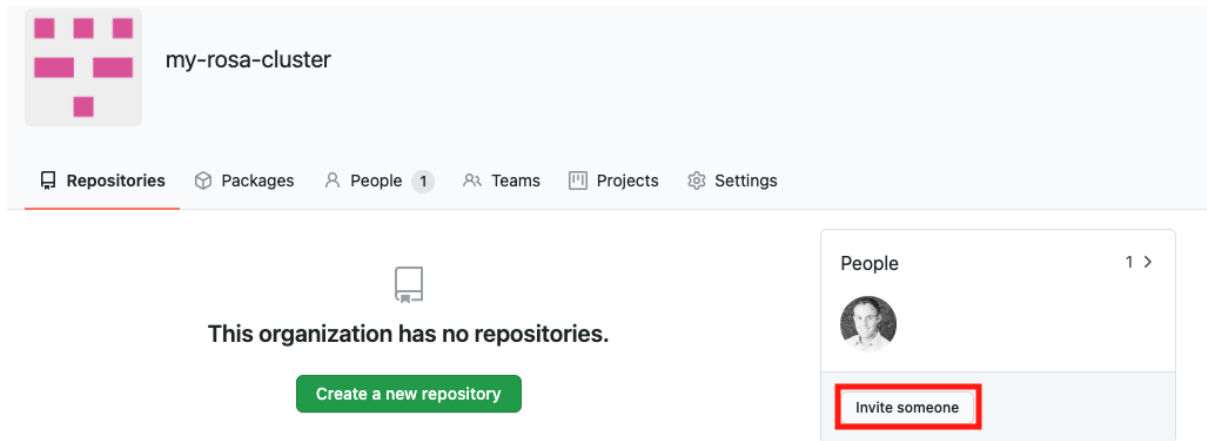 my-rosa-cluster
Repositories Packages People 1 Teams Projects Settings
People 1
This organization has no repositories.
Create a new repository
Invite someone